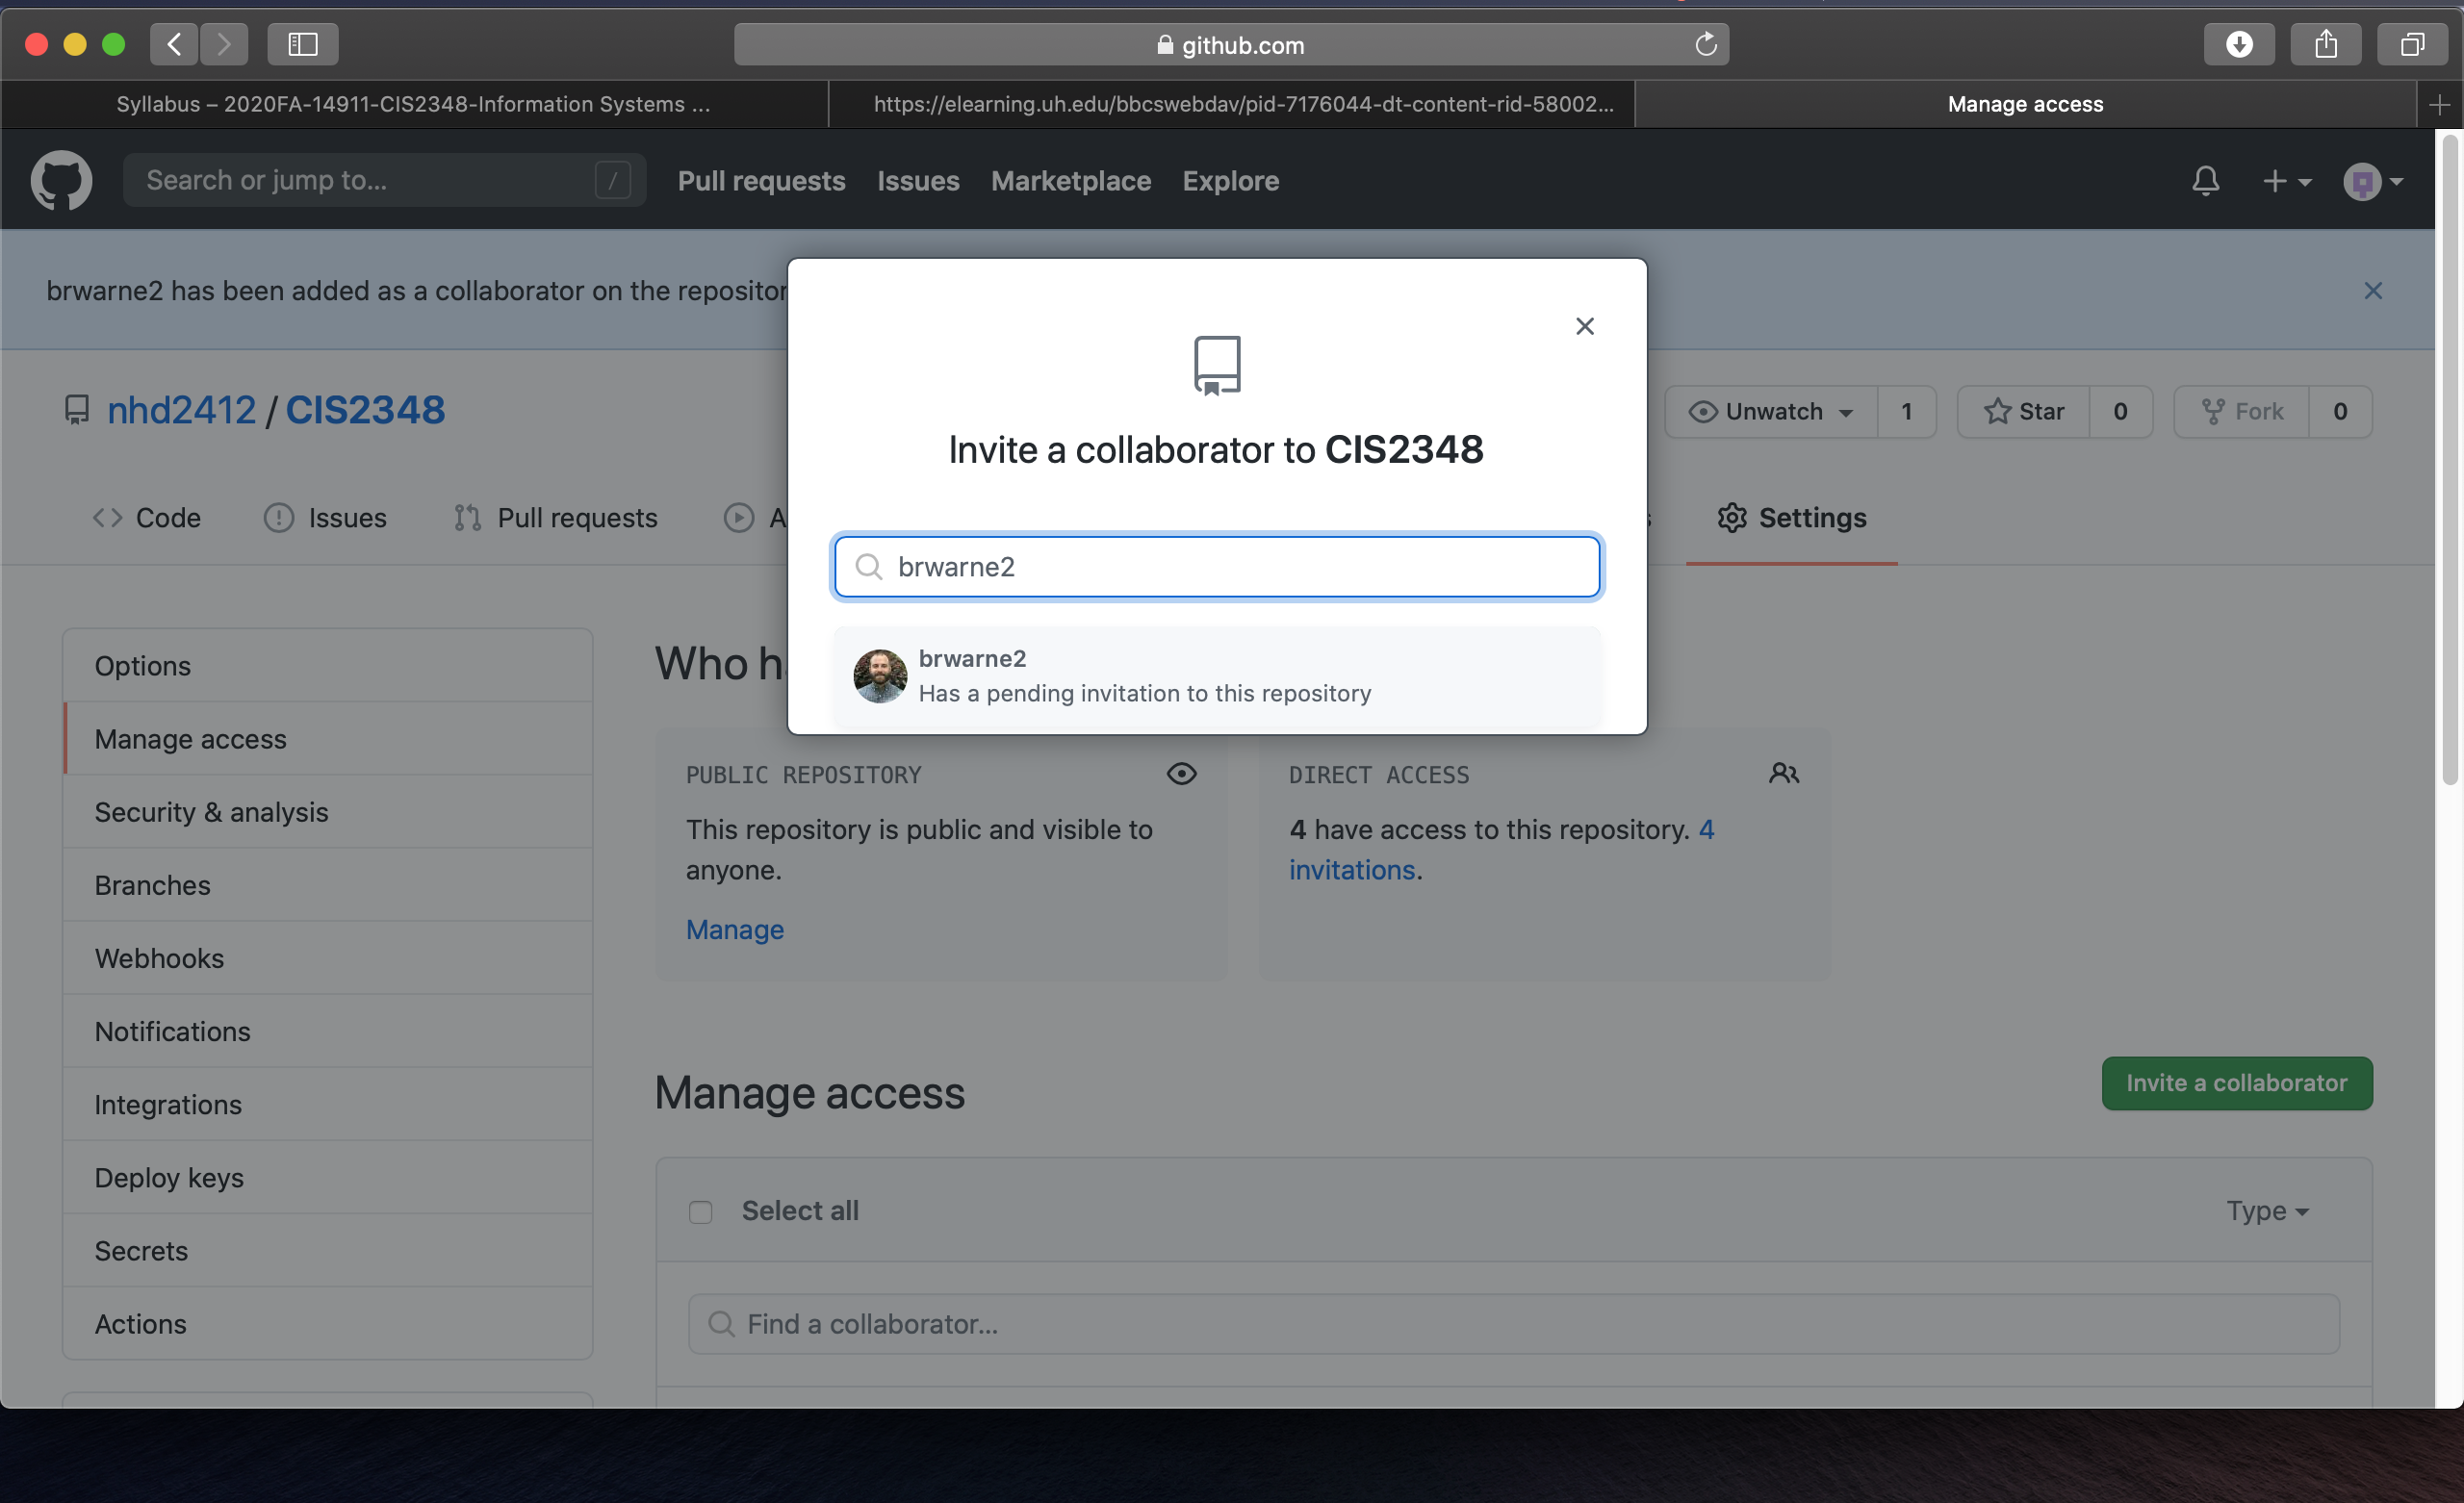 github.com
Syllabus – 2020FA-14911-CIS2348-Information Systems ...
https://elearning.uh.edu/bbcswebdav/pid-7176044-dt-content-rid-58002...
Manage access
Search or jump to...
/
Pull requests
Issues
Marketplace
Explore
brwarne2 has been added as a collaborator on the
nhd2412 / CIS2348
Unwatch
1
Star
0
Fork
0
Code
Issues
Pull requests
Settings
Invite a collaborator to CIS2348
brwarne2
brwarne2
Has a pending invitation to this repository
Options
Manage access
Security & analysis
Branches
Webhooks
Notifications
Integrations
Deploy keys
Secrets
Actions
Who
PUBLIC REPOSITORY
This repository is public and visible to
anyone.
Manage
DIRECT ACCESS
4 have access to this repository. 4
invitations.
Manage access
Invite a collaborator
Select all
Type
Find a collaborator...